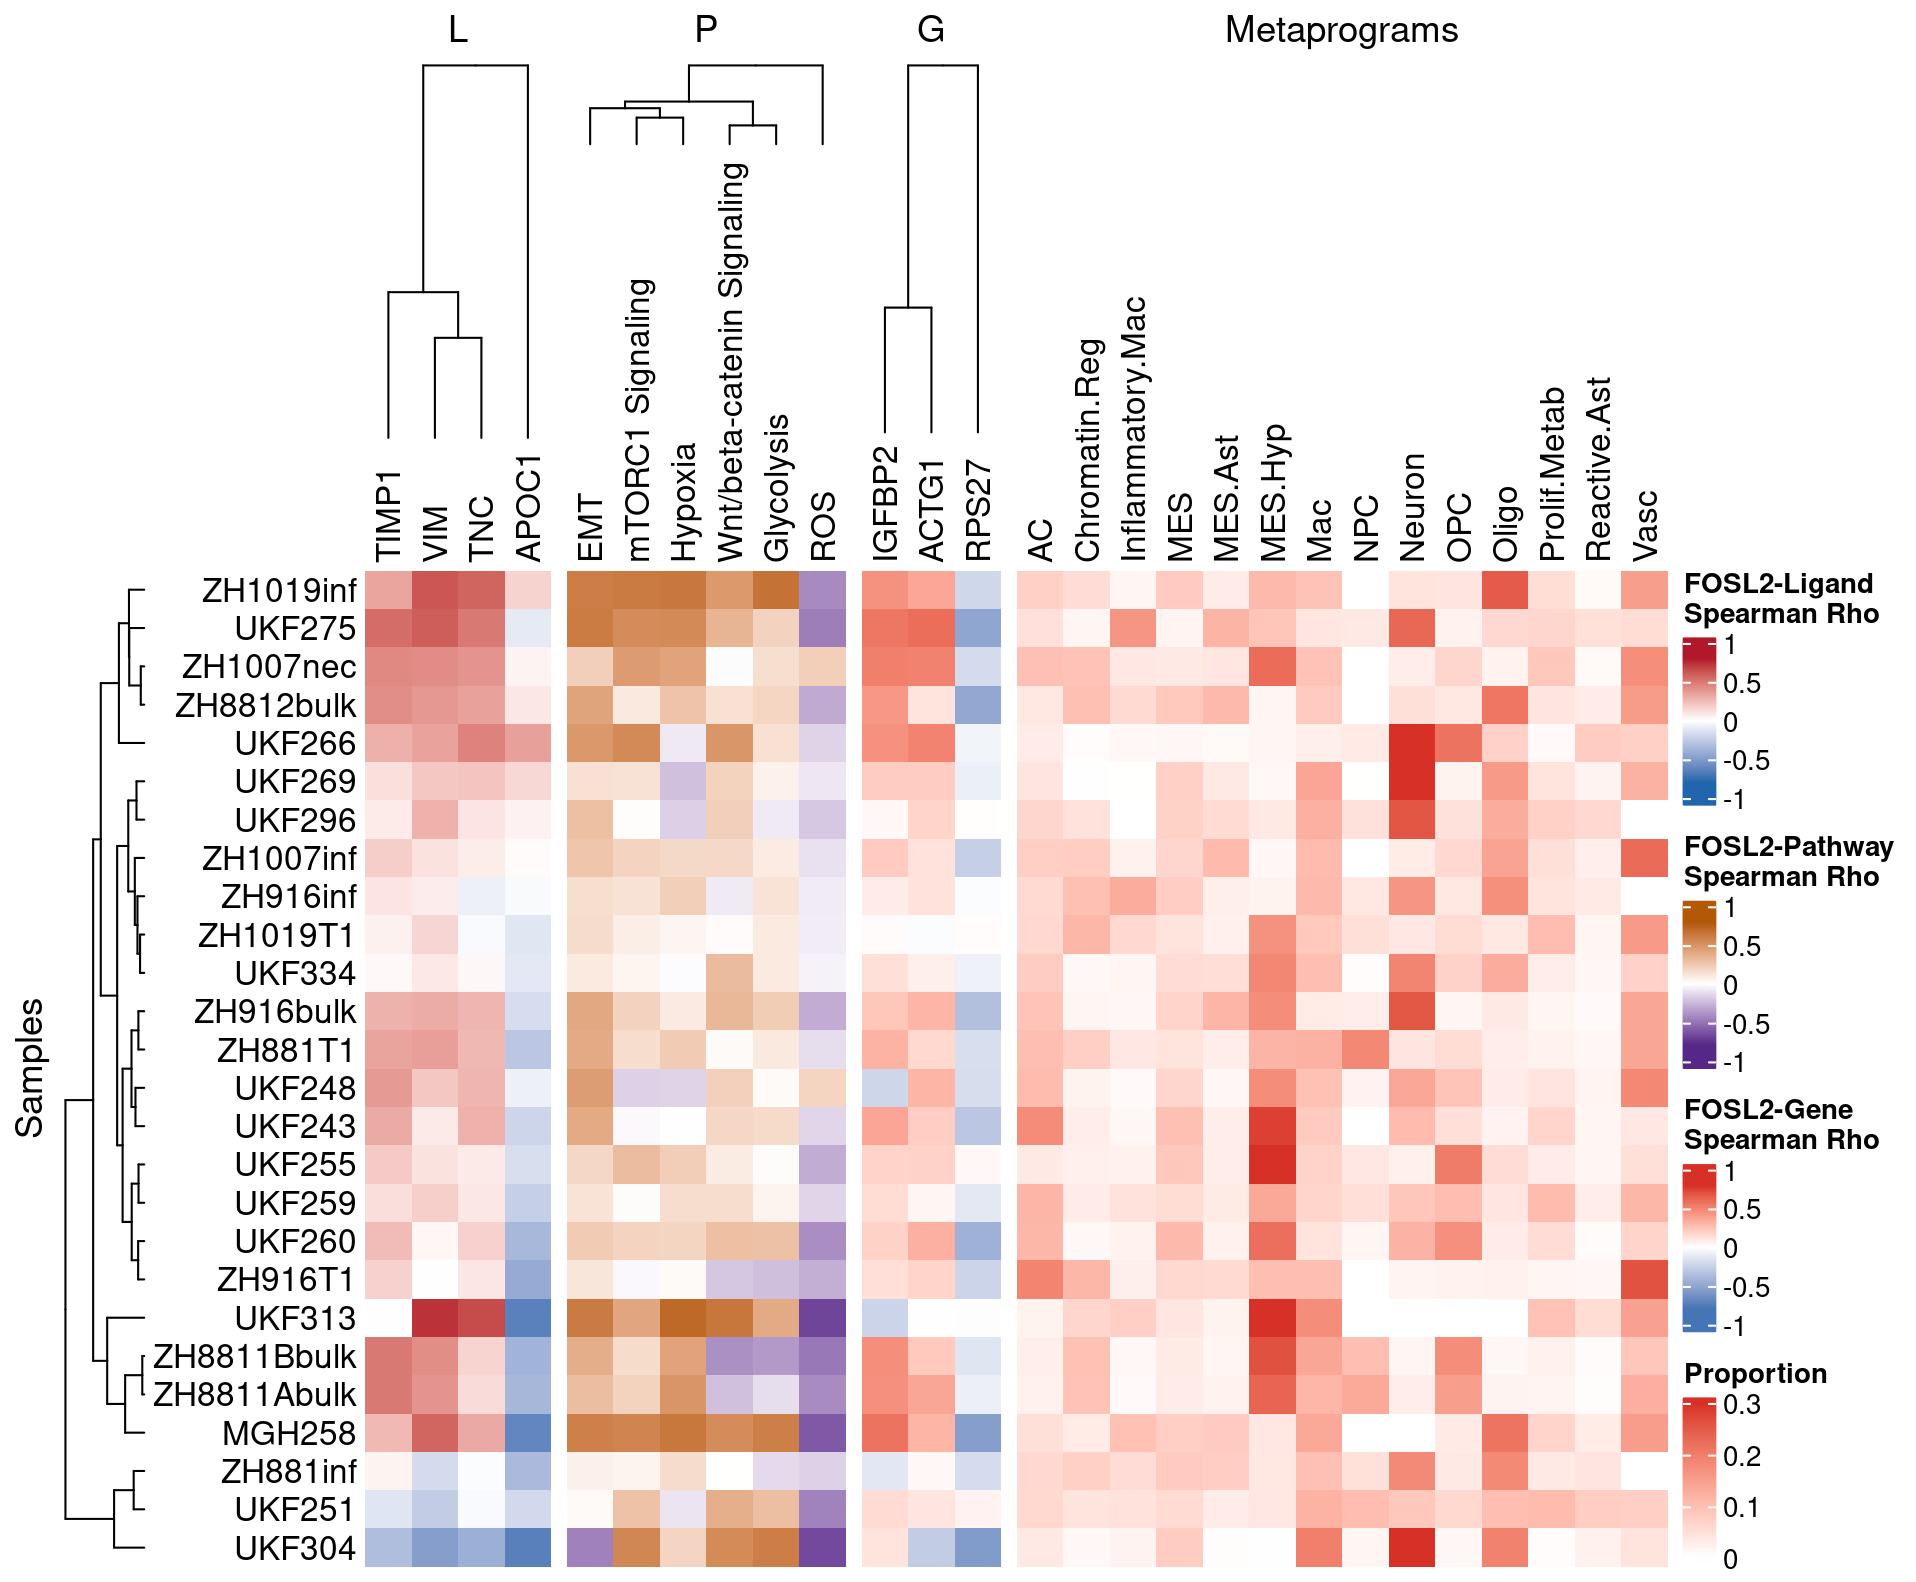 L
P
G
Metaprograms
TIMP1
VIM
TNC
APOC1
EMT
mTORC1 Signaling
Hypoxia
Wnt/beta-catenin Signaling
Glycolysis
ROS
IGFBP2
ACTG1
RPS27
AC
Chromatin.Reg
Inflammatory.Mac
MES
MES.Ast
MES.Hyp
Mac
NPC
Neuron
OPC
Oligo
Prolif.Metab
Reactive.Ast
Vasc
Samples
ZH1019inf
UKF275
ZH1007nec
ZH8812bulk
UKF266
UKF269
UKF296
ZH1007inf
ZH916inf
ZH1019T1
UKF334
ZH916bulk
ZH881T1
UKF248
UKF243
UKF255
UKF259
UKF260
ZH916T1
UKF313
ZH8811Bbulk
ZH8811Abulk
MGH258
ZH881inf
UKF251
UKF304
FOSL2-Ligand
Spearman Rho
1
0.5
0
-0.5
-1
FOSL2-Pathway
Spearman Rho
1
0.5
0
-0.5
-1
FOSL2-Gene
Spearman Rho
1
0.5
0
-0.5
-1
Proportion
0.3
0.2
0.1
0